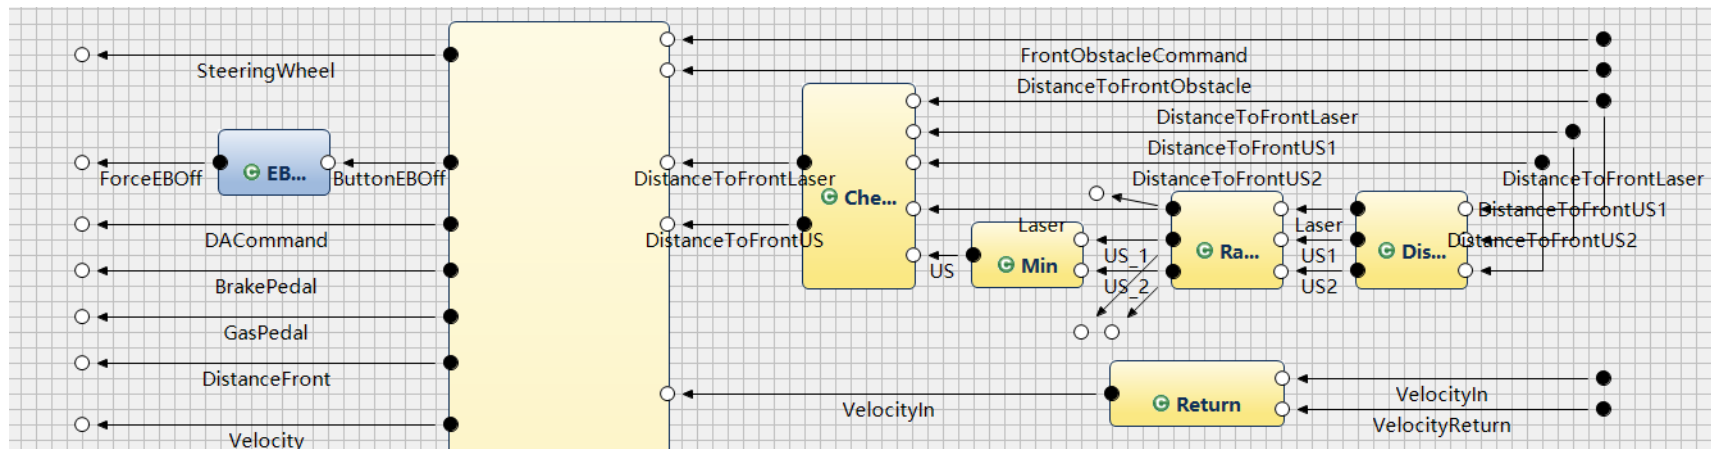 FrontObstacleCommand
SteeringWheel
DistanceToFrontObstacle
DistanceToFrontLaser
DistanceToFrontUS1
ForceEBOff
EB...
ButtonEBOff
DistanceToFrontLaser
DistanceToFrontUS2
DistanceToFrontLaser
Che...
DistanceToFrontUS1
Laser
Laser
DACommand
DistanceToFrontUS
DistanceToFrontUS2
US
Min
US_1
Ra...
US1
Dis...
US_2
US2
BrakePedal
GasPedal
DistanceFront
VelocityIn
Return
VelocityIn
VelocityReturn
Velocity